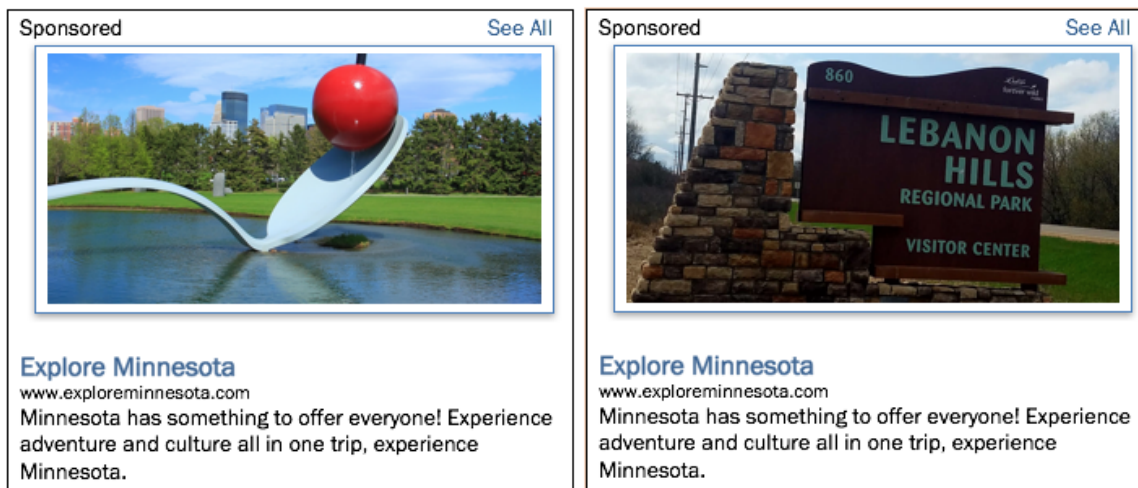 Sponsored See All
Explore Minnesota
www.exploreminnesota.com
Minnesota has something to offer everyone! Experience
adventure and culture all in one trip, experience
Minnesota.
Sponsored See All
860
forever wild
LEBANON
HILLS
REGIONAL PARK
VISITOR CENTER
Explore Minnesota
www.exploreminnesota.com
Minnesota has something to offer everyone! Experience
adventure and culture all in one trip, experience
Minnesota.